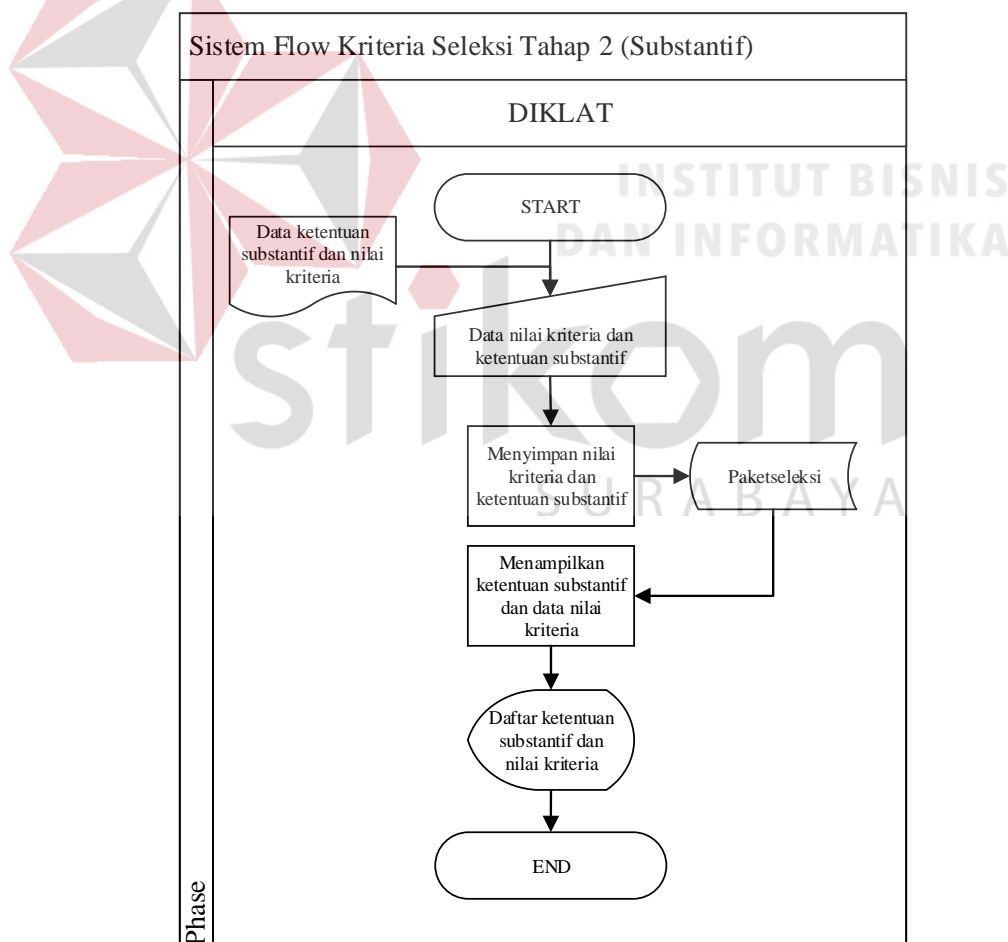 Sistem Flow Kriteria Seleksi Tahap 2 (Substantif)
DIKLAT
INSTITUT BISNIS
DAN INFORMATIKA
stikom
SURABAYA
START
Data ketentuan
substantif dan nilai
kriteria
Data nilai kriteria dan
ketentuan substantif
Menyimpan nilai
kriteria dan
ketentuan substantif
Paketseleksi
Menampilkan
ketentuan substantif
dan data nilai
kriteria
Daftar ketentuan
substantif dan
nilai kriteria
END
Phase